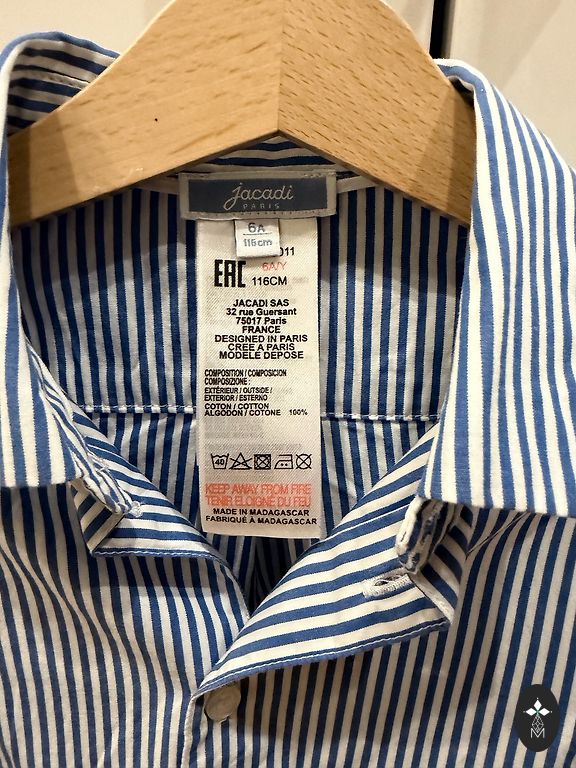 jacadi
PARIS
6A
116cm
011
EAC
6A/Y
116CM
JACADI SAS
32 rue Guersant
75017 Paris
FRANCE
DESIGNED IN PARIS
CREE A PARIS
MODELE DEPOSE
COMPOSITION / COMPOSICION
COMPOSIZIONE :
EXTÉRIEUR / OUTSIDE /
EXTERIOR / ESTERNO
COTON / COTTON
ALGODON / COTONE 100%
40
KEEP AWAY FROM FIRE
TENIR ELOIGNE DU FEU
MADE IN MADAGASCAR
FABRIQUÉ À MADAGASCAR
M